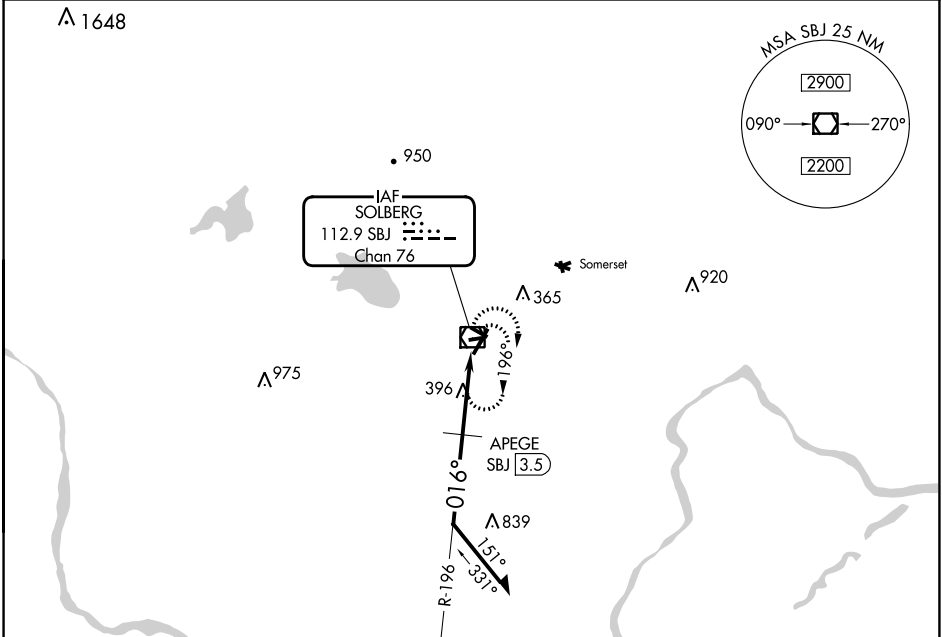 1648
MSA SBJ 25 NM
2900
090° 270°
2200
950
IAF
SOLBERG
112.9 SBJ
Chan 76
Somerset
920
365
975
196°
396
APEGE
SBJ 3.5
016°
839
151°
331°
R-196